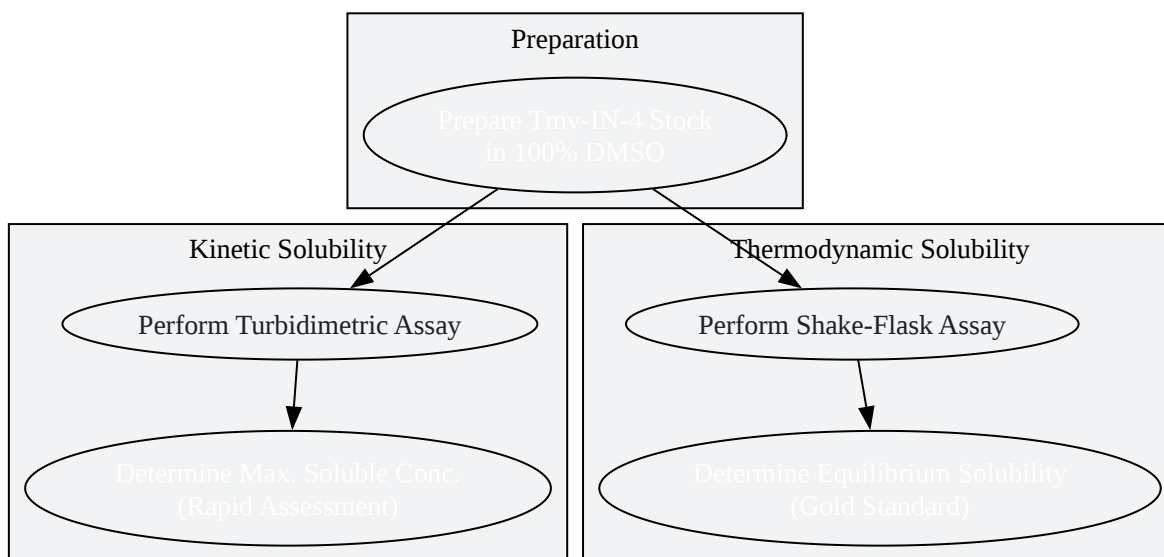 Preparation
Prepare Tmv-IN-4 Stock
in 100% DMSO
Kinetic Solubility
Perform Turbidimetric Assay
Determine Max. Soluble Conc.
(Rapid Assessment)
Thermodynamic Solubility
Perform Shake-Flask Assay
Determine Equilibrium Solubility
(Gold Standard)